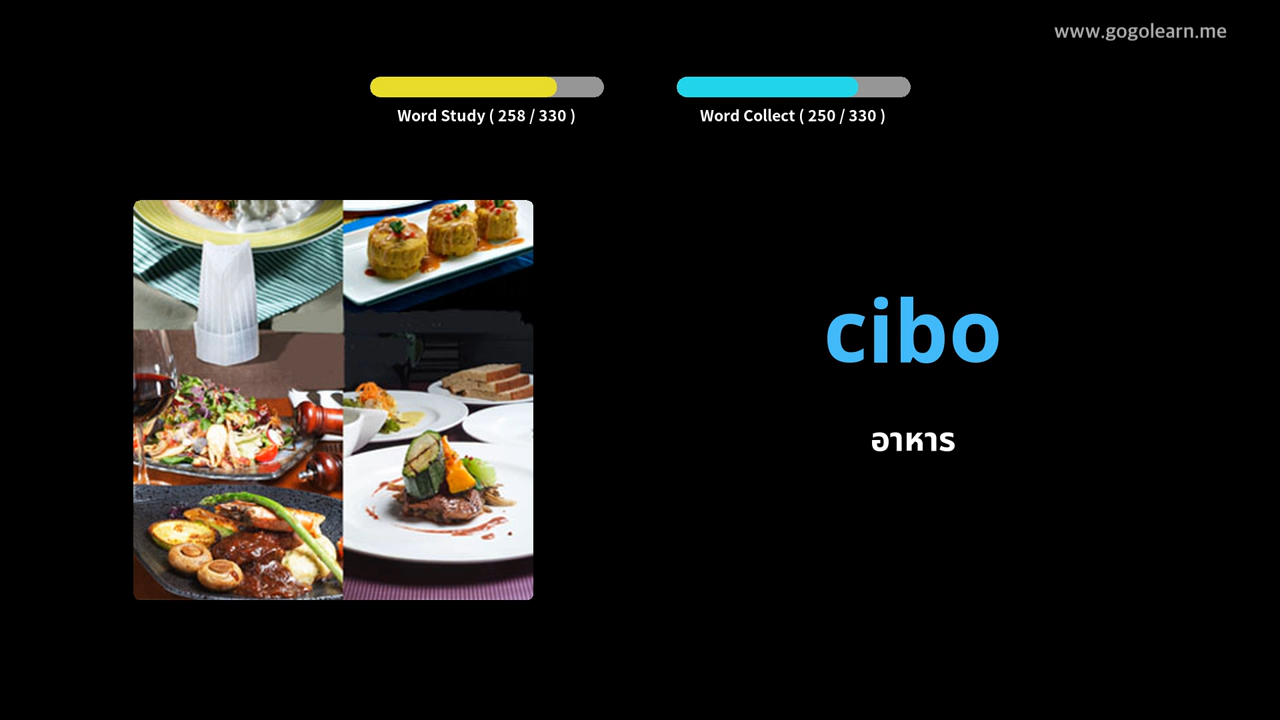 www.gogolearn.me
Word Study ( 258 / 330 )
Word Collect ( 250 / 330 )
cibo
อาหาร